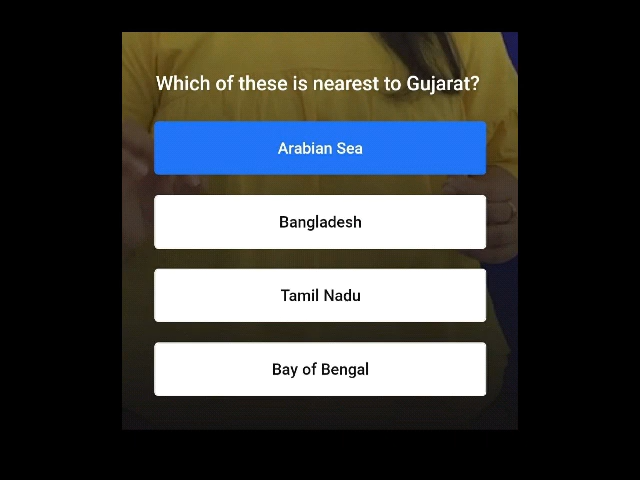 Which of these is nearest to Gujarat?
Arabian Sea
Bangladesh
Tamil Nadu
Bay of Bengal